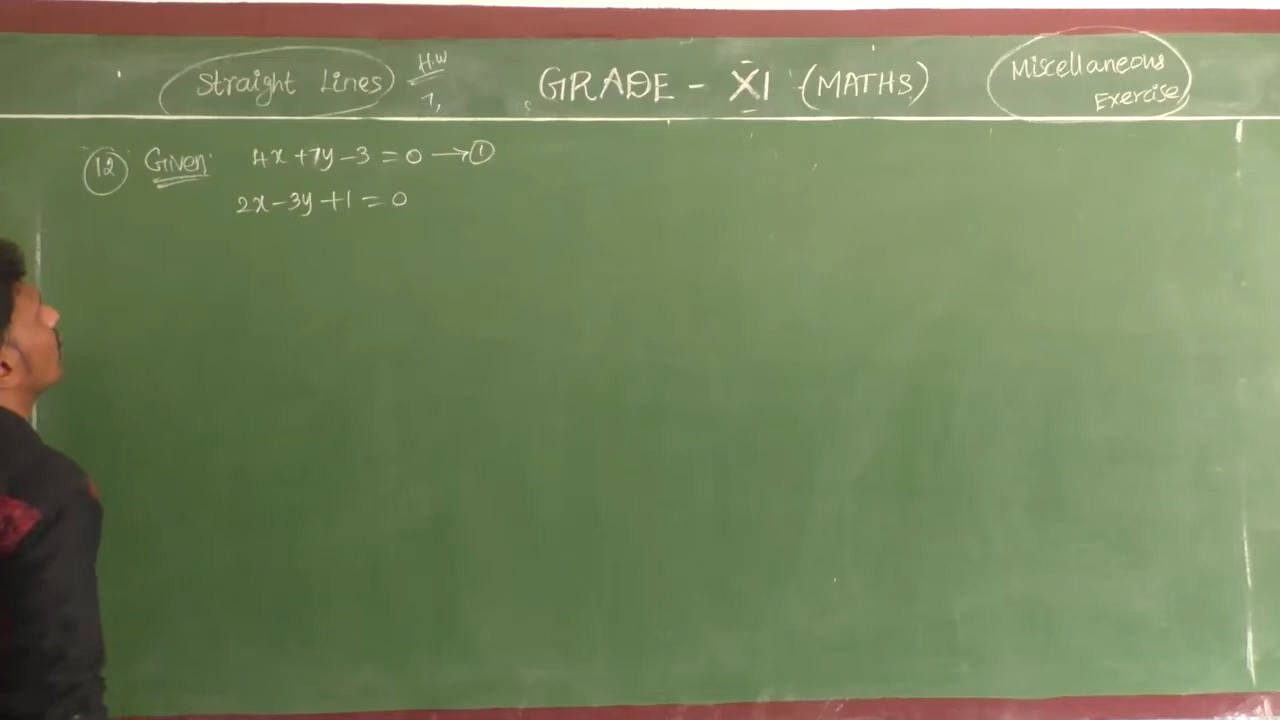 Straight Lines
H.W
1,
GRADE - XI (MATHS)
Miscellaneous
Exercise
12 Given: 4x + 7y - 3 = 0 → 1
2x - 3y + 1 = 0